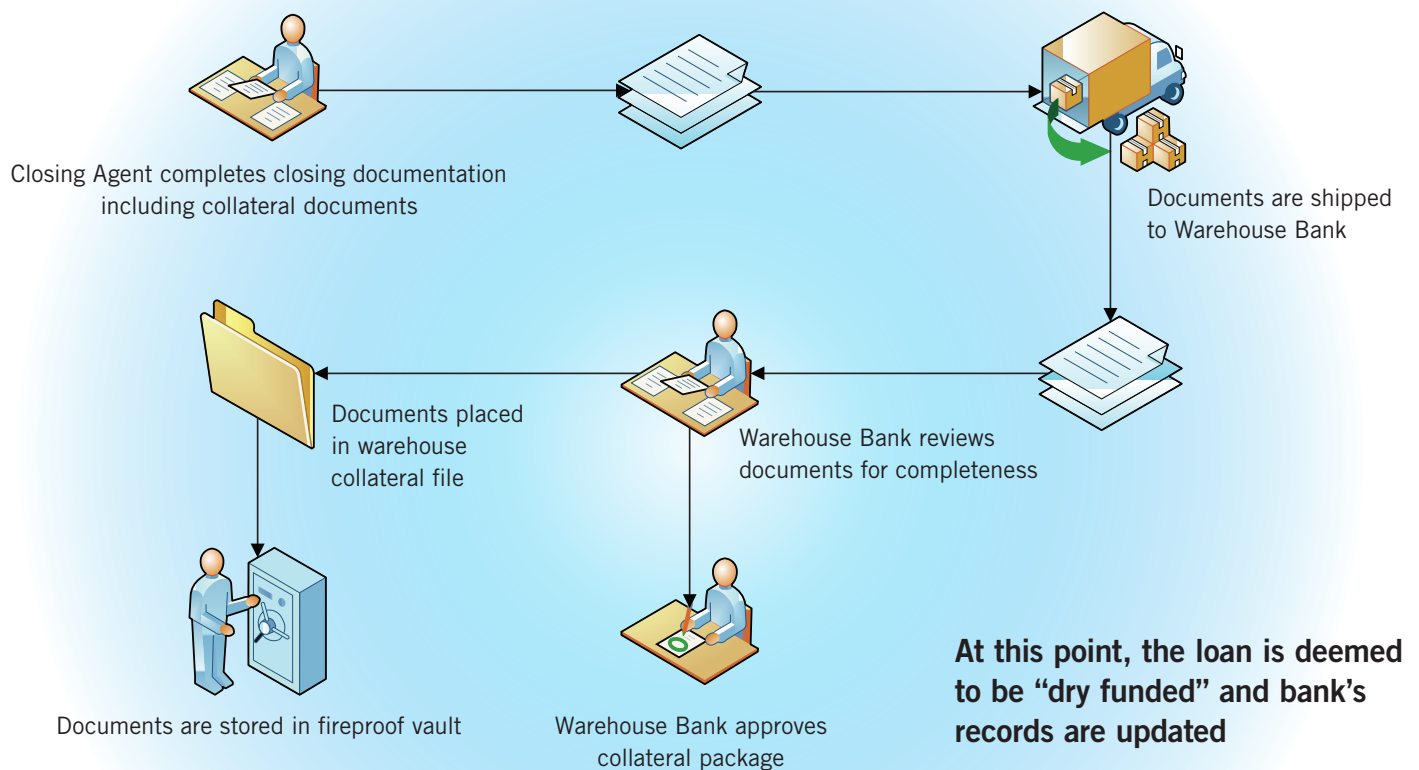 Closing Agent completes closing documentation
including collateral documents
Documents are shipped
to Warehouse Bank
Documents placed
in warehouse
collateral file
Warehouse Bank reviews
documents for completeness
Documents are stored in fireproof vault
Warehouse Bank approves
collateral package
At this point, the loan is deemed
to be “dry funded” and bank’s
records are updated